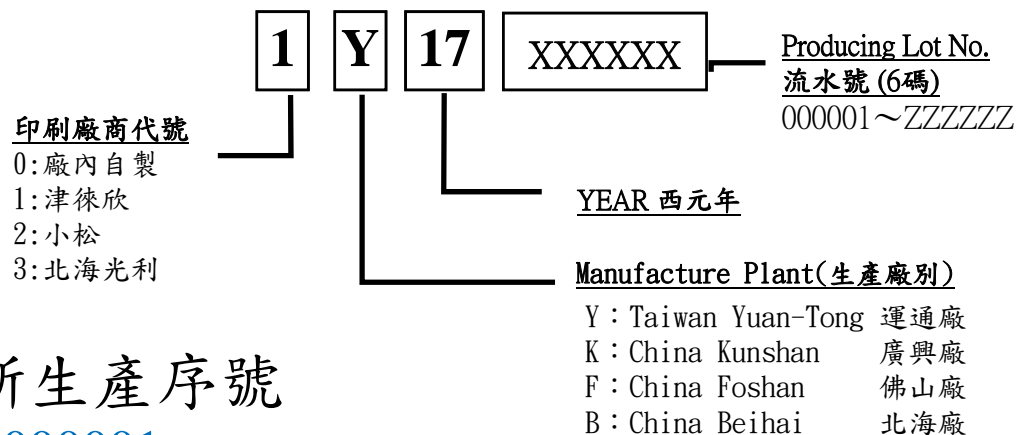 1 Y 17 XXXXXX
Producing Lot No.
流水號(6碼)
000001～ZZZZZZ
印刷廠商代號
0:廠內自製
1:津徠欣
2:小松
3:北海光利
YEAR 西元年
Manufacture Plant(生產廠別)
Y：Taiwan Yuan-Tong 運通廠
K：China Kunshan 廣興廠
F：China Foshan 佛山廠
B：China Beihai 北海廠
生產序號